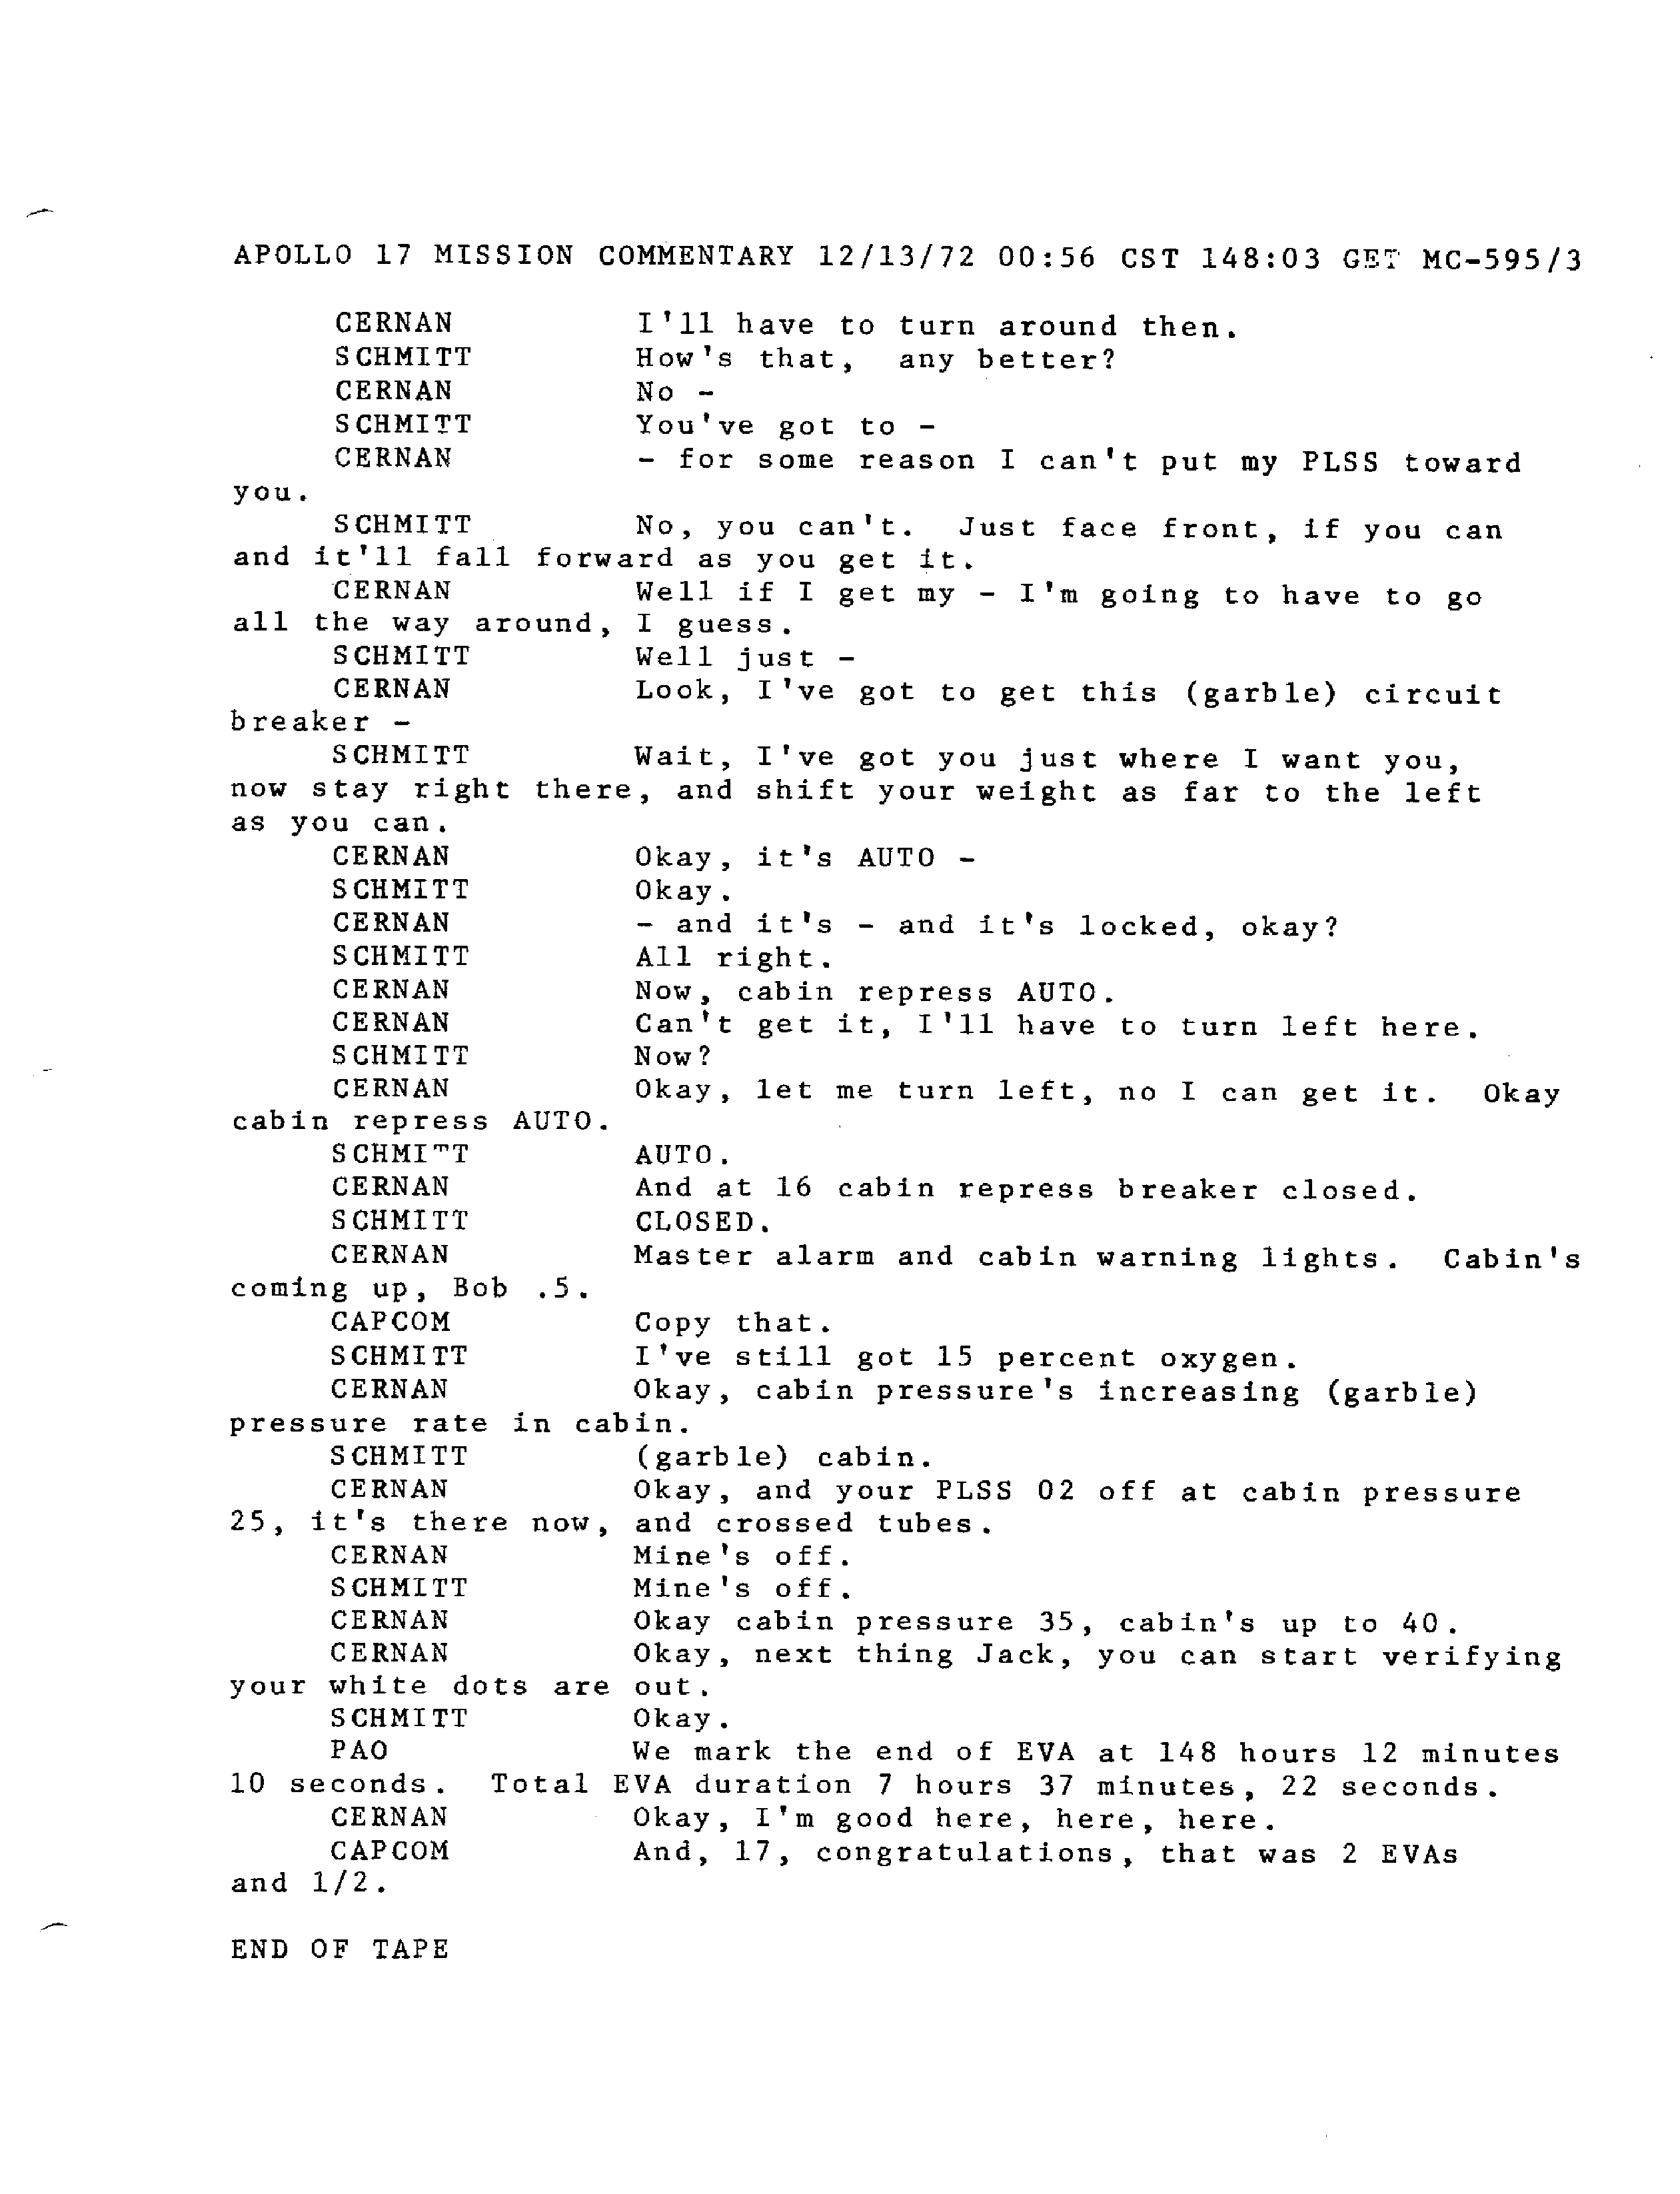 APOLLO 17 MISSION COMMENTARY 12/13/72 00:56 CST 148:03 GET MC-595/3
CERNAN I'll have to turn around then.
SCHMITT How's that, any better?
CERNAN No -
SCHMITT You've got to -
CERNAN - for some reason I can't put my PLSS toward
you.
SCHMITT No, you can't. Just face front, if you can
and it'll fall forward as you get it.
CERNAN Well if I get my - I'm going to have to go
all the way around, I guess.
SCHMITT Well just -
CERNAN Look, I've got to get this (garble) circuit
breaker -
SCHMITT Wait, I've got you just where I want you,
now stay right there, and shift your weight as far to the left
as you can.
CERNAN Okay, it's AUTO -
SCHMITT Okay.
CERNAN - and it's - and it's locked, okay?
SCHMITT All right.
CERNAN Now, cabin repress AUTO.
CERNAN Can't get it, I'll have to turn left here.
SCHMITT Now?
CERNAN Okay, let me turn left, no I can get it. Okay
cabin repress AUTO.
SCHMITT AUTO.
CERNAN And at 16 cabin repress breaker closed.
SCHMITT CLOSED.
CERNAN Master alarm and cabin warning lights. Cabin's
coming up, Bob .5.
CAPCOM Copy that.
SCHMITT I've still got 15 percent oxygen.
CERNAN Okay, cabin pressure's increasing (garble)
pressure rate in cabin.
SCHMITT (garble) cabin.
CERNAN Okay, and your PLSS 02 off at cabin pressure
25, it's there now, and crossed tubes.
CERNAN Mine's off.
SCHMITT Mine's off.
CERNAN Okay cabin pressure 35, cabin's up to 40.
CERNAN Okay, next thing Jack, you can start verifying
your white dots are out.
SCHMITT Okay.
PAO We mark the end of EVA at 148 hours 12 minutes
10 seconds. Total EVA duration 7 hours 37 minutes, 22 seconds.
CERNAN Okay, I'm good here, here, here.
CAPCOM And, 17, congratulations, that was 2 EVAs
and 1/2.
END OF TAPE